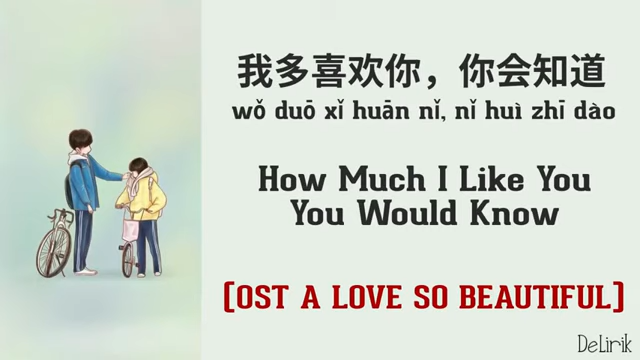 我多喜欢你，你会知道
wǒ duō xǐ huān nǐ, nǐ huì zhī dào
How Much I Like You
You Would Know
[OST A LOVE SO BEAUTIFUL]
DeLirik